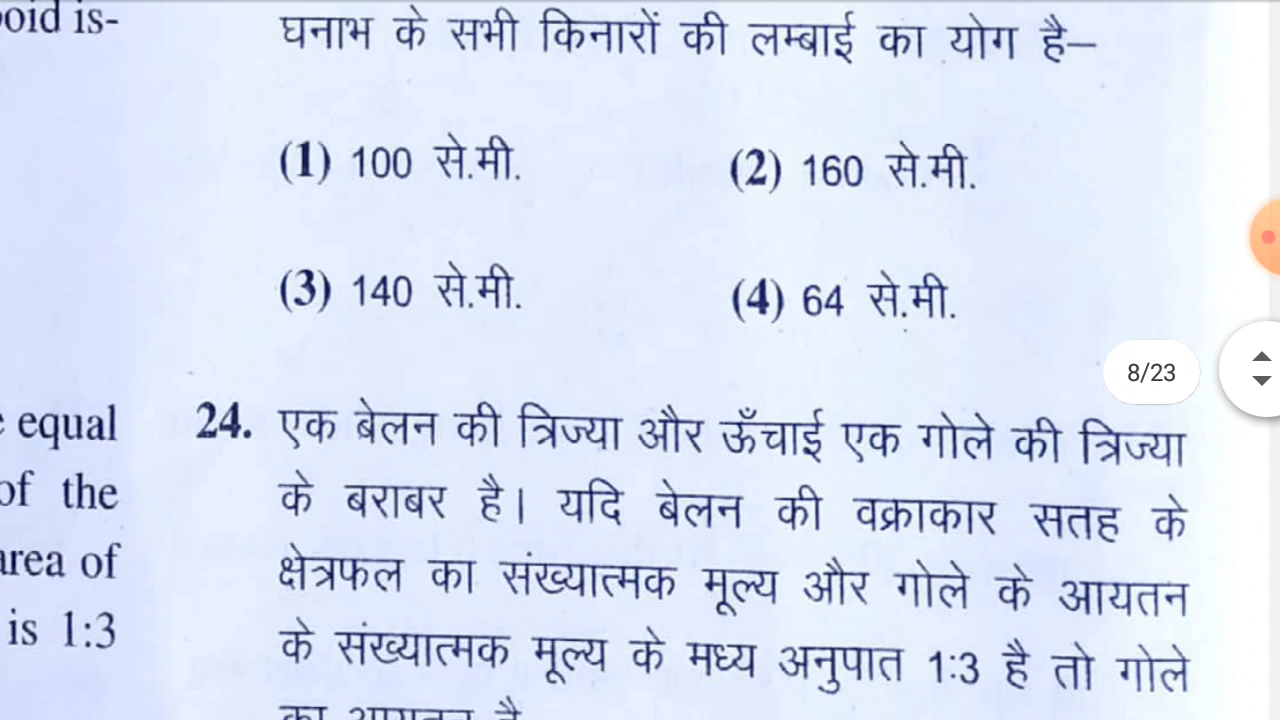 oid is-
घनाभ के सभी किनारों की लम्बाई का योग है–
(1) 100 से.मी. (2) 160 से.मी.
(3) 140 से.मी. (4) 64 से.मी.
8/23
equal
of the
area of
is 1:3
24. एक बेलन की त्रिज्या और ऊँचाई एक गोले की त्रिज्या
के बराबर है। यदि बेलन की वक्राकार सतह के
क्षेत्रफल का संख्यात्मक मूल्य और गोले के आयतन
के संख्यात्मक मूल्य के मध्य अनुपात 1:3 है तो गोले
का आयतन है